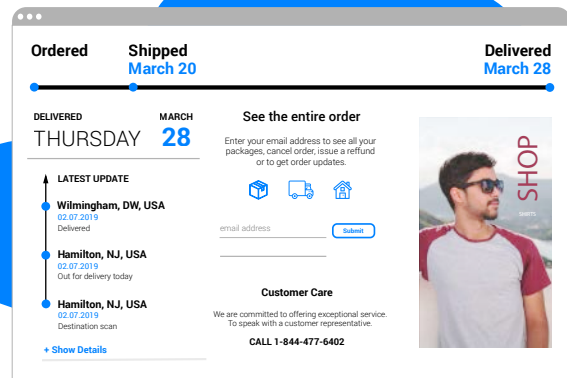 Ordered
Shipped
March 20
Delivered
March 28
DELIVERED
MARCH
THURSDAY
28
LATEST UPDATE
Wilmingham, DW, USA
02.07.2019
Delivered
Hamilton, NJ, USA
02.07.2019
Out for delivery today
Hamilton, NJ, USA
02.07.2019
Destination scan
+ Show Details
See the entire order
Enter your email address to see all your
packages, cancel order, issue a reffund
or to get order updates.
email address
Submit
Customer Care
We are committed to offering exceptional service.
To speak with a customer representative.
CALL 1-844-477-6402
SHOP
SHIRTS